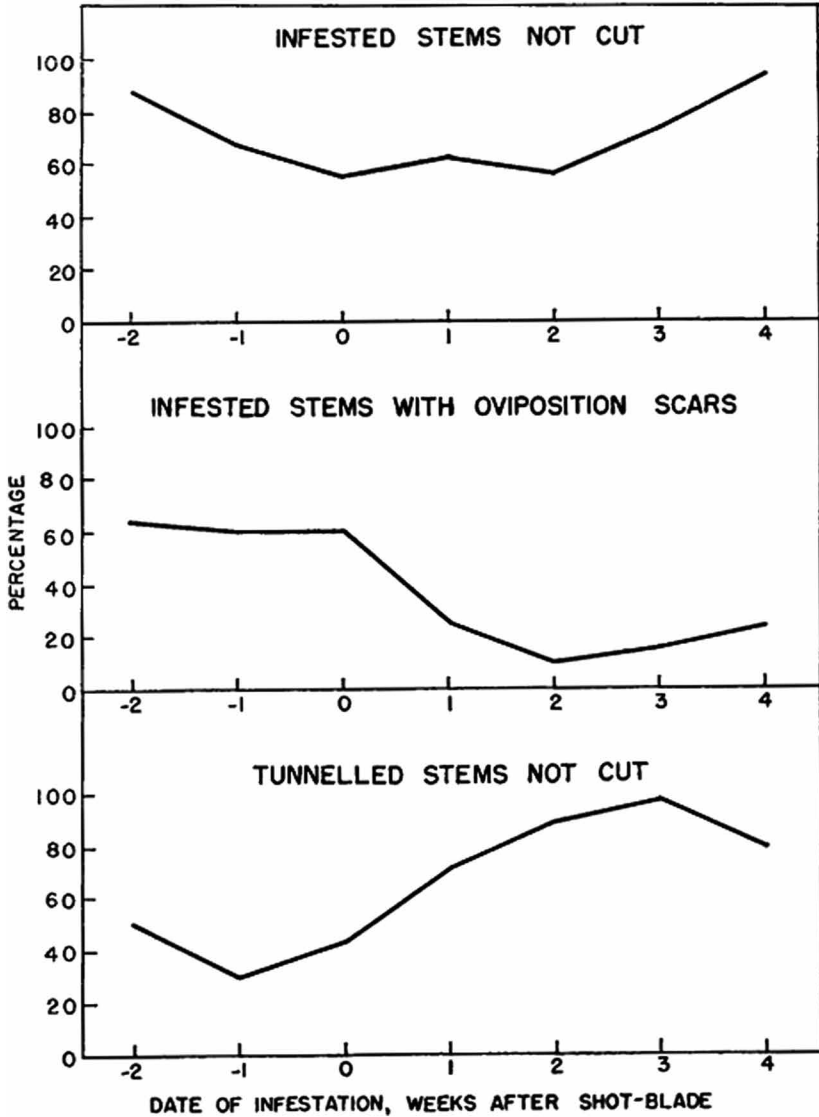 INFESTED STEMS NOT CUT
100
80
60
40
20
0
-2 -1 0 1 2 3 4
INFESTED STEMS WITH OVIPOSITION SCARS
100
80
60
40
20
0
-2 -1 0 1 2 3 4
PERCENTAGE
TUNNELLED STEMS NOT CUT
100
80
60
40
20
0
-2 -1 0 1 2 3 4
DATE OF INFESTATION, WEEKS AFTER SHOT-BLADE